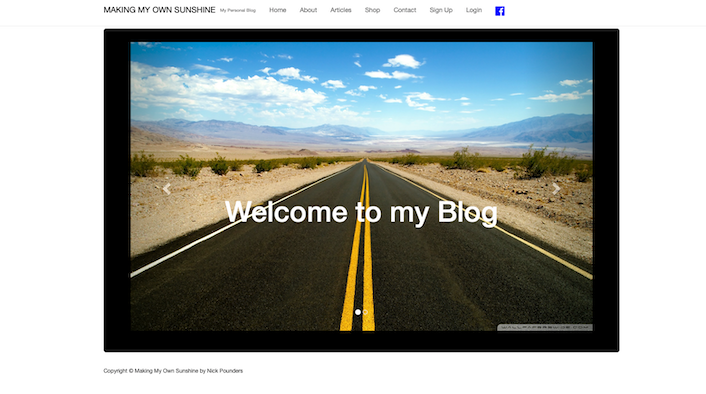 MAKING MY OWN SUNSHINE My Personal Blog Home About Articles Shop Contact Sign Up Login
Welcome to my Blog
Copyright © Making My Own Sunshine by Nick Pounders